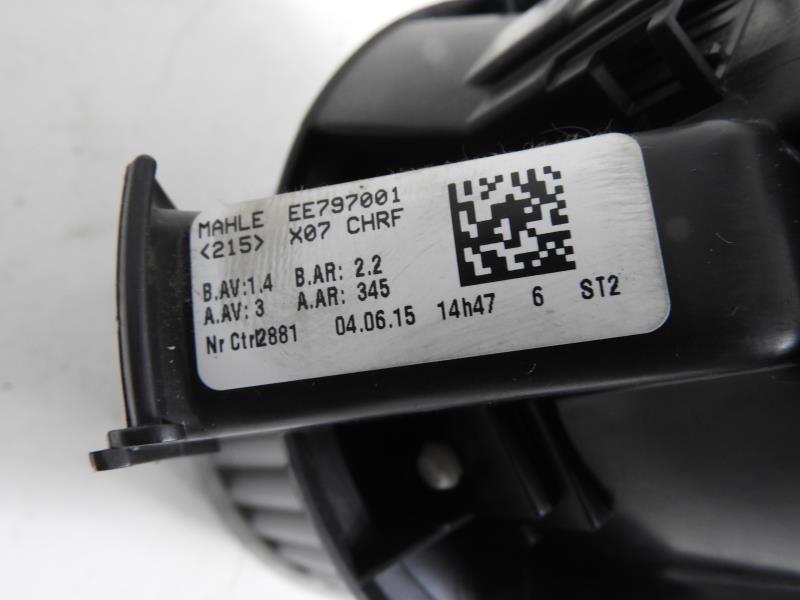 MAHLE EE797001
<215> X07 CHRF
B.AV:1.4 B.AR: 2.2
A.AV: 3 A.AR: 345
Nr Ctrl2881 04.06.15 14h47 6 ST2